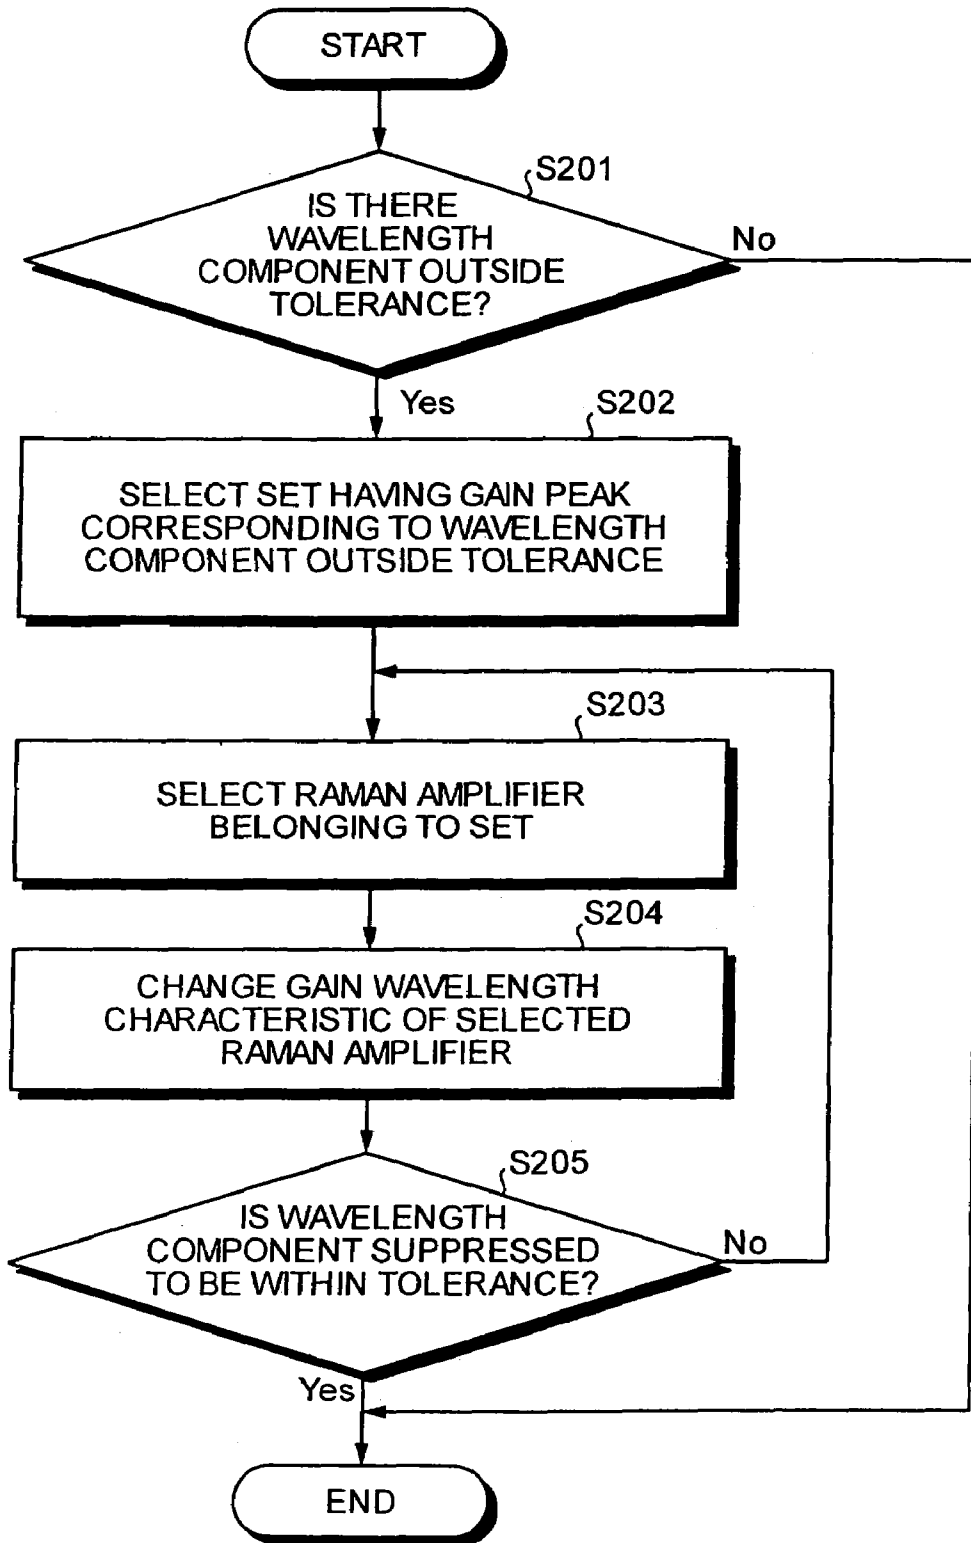 START
S201
IS THERE
WAVELENGTH
COMPONENT OUTSIDE
TOLERANCE?
No
Yes
S202
SELECT SET HAVING GAIN PEAK
CORRESPONDING TO WAVELENGTH
COMPONENT OUTSIDE TOLERANCE
S203
SELECT RAMAN AMPLIFIER
BELONGING TO SET
S204
CHANGE GAIN WAVELENGTH
CHARACTERISTIC OF SELECTED
RAMAN AMPLIFIER
S205
IS WAVELENGTH
COMPONENT SUPPRESSED
TO BE WITHIN TOLERANCE?
No
Yes
END